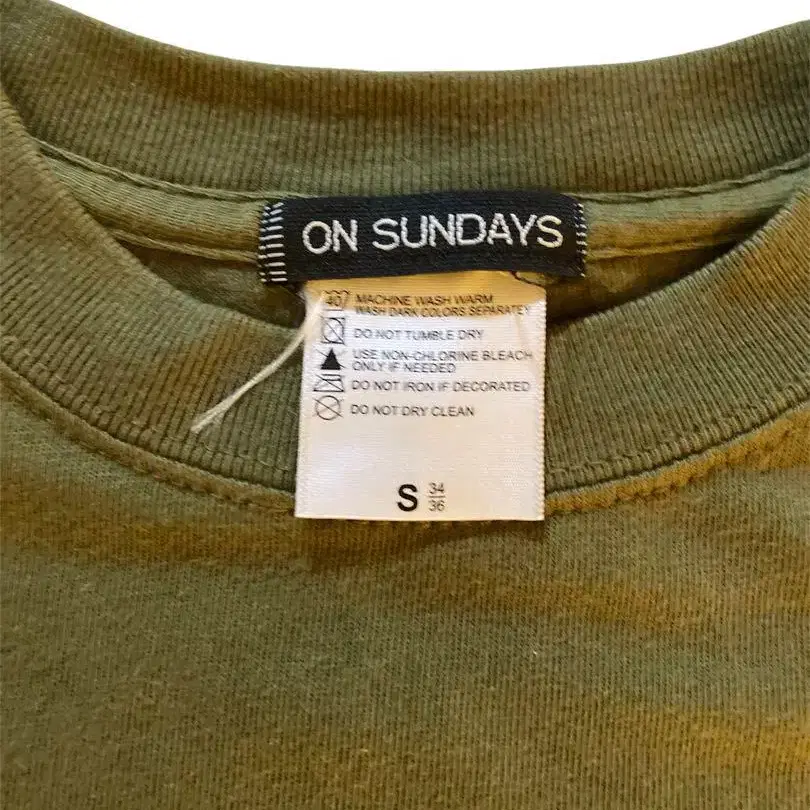 ON SUNDAYS
40
MACHINE WASH WARM
WASH DARK COLORS SEPARATELY
DO NOT TUMBLE DRY
USE NON-CHLORINE BLEACH
ONLY IF NEEDED
DO NOT IRON IF DECORATED
DO NOT DRY CLEAN
S 34
36